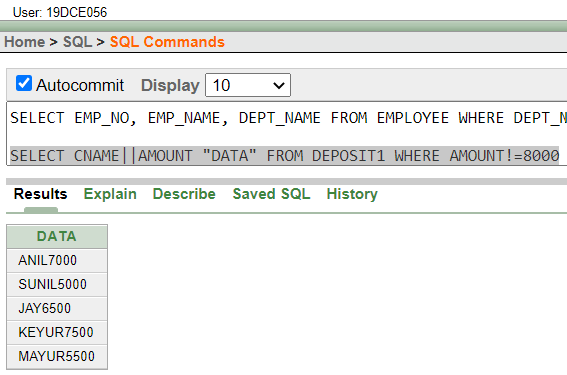 User: 19DCE056
Home > SQL > SQL Commands
Autocommit Display 10
SELECT EMP_NO, EMP_NAME, DEPT_NAME FROM EMPLOYEE WHERE DEPT_N
SELECT CNAME||AMOUNT "DATA" FROM DEPOSIT1 WHERE AMOUNT!=8000
Results Explain Describe Saved SQL History
DATA
ANIL7000
SUNIL5000
JAY6500
KEYUR7500
MAYUR5500